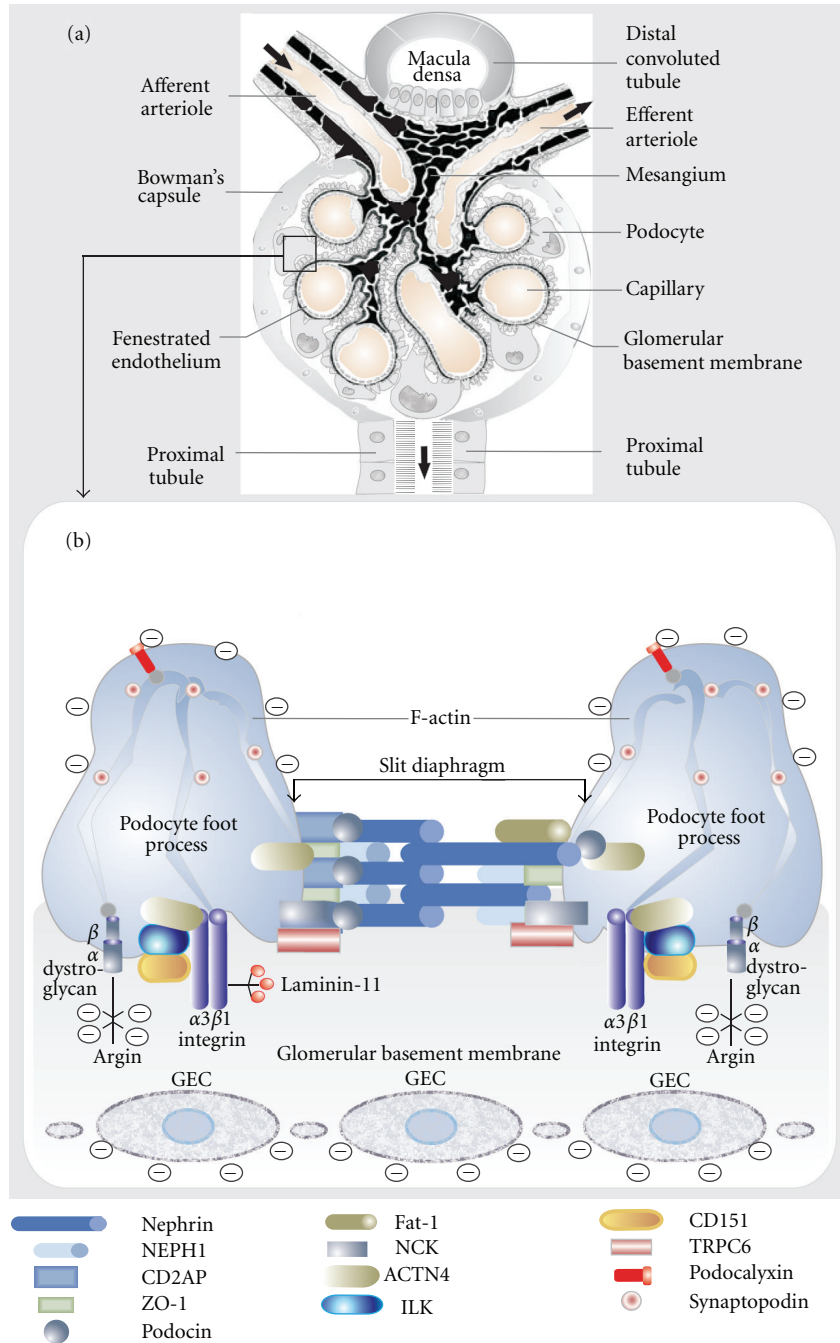 (a)
Macula
densa
Distal
convoluted
tubule
Afferent
arteriole
Efferent
arteriole
Bowman's
capsule
Mesangium
Podocyte
Capillary
Fenestrated
endothelium
Glomerular
basement membrane
Proximal
tubule
Proximal
tubule
(b)
F-actin
Slit diaphragm
Podocyte foot
process
Podocyte foot
process
β
α
dystro-
glycan
Argin
α3β1
integrin
Laminin-11
α3β1
integrin
β
α
dystro-
glycan
Argin
Glomerular basement membrane
GEC
GEC
GEC
Nephrin
NEPH1
CD2AP
ZO-1
Podocin
Fat-1
NCK
ACTN4
ILK
CD151
TRPC6
Podocalyxin
Synaptopodin